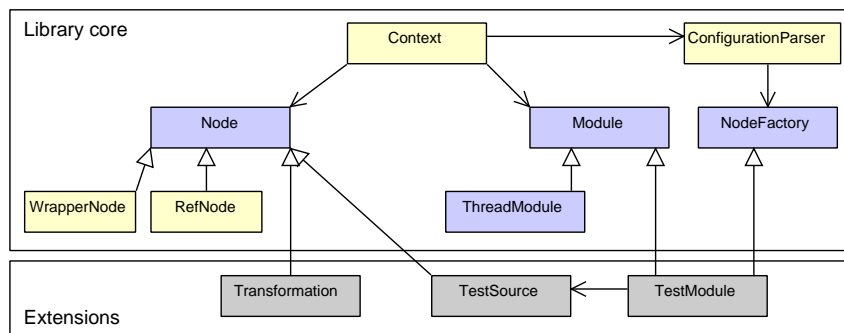 Library core
Context
ConfigurationParser
Node
Module
NodeFactory
WrapperNode
RefNode
ThreadModule
Transformation
TestSource
TestModule
Extensions